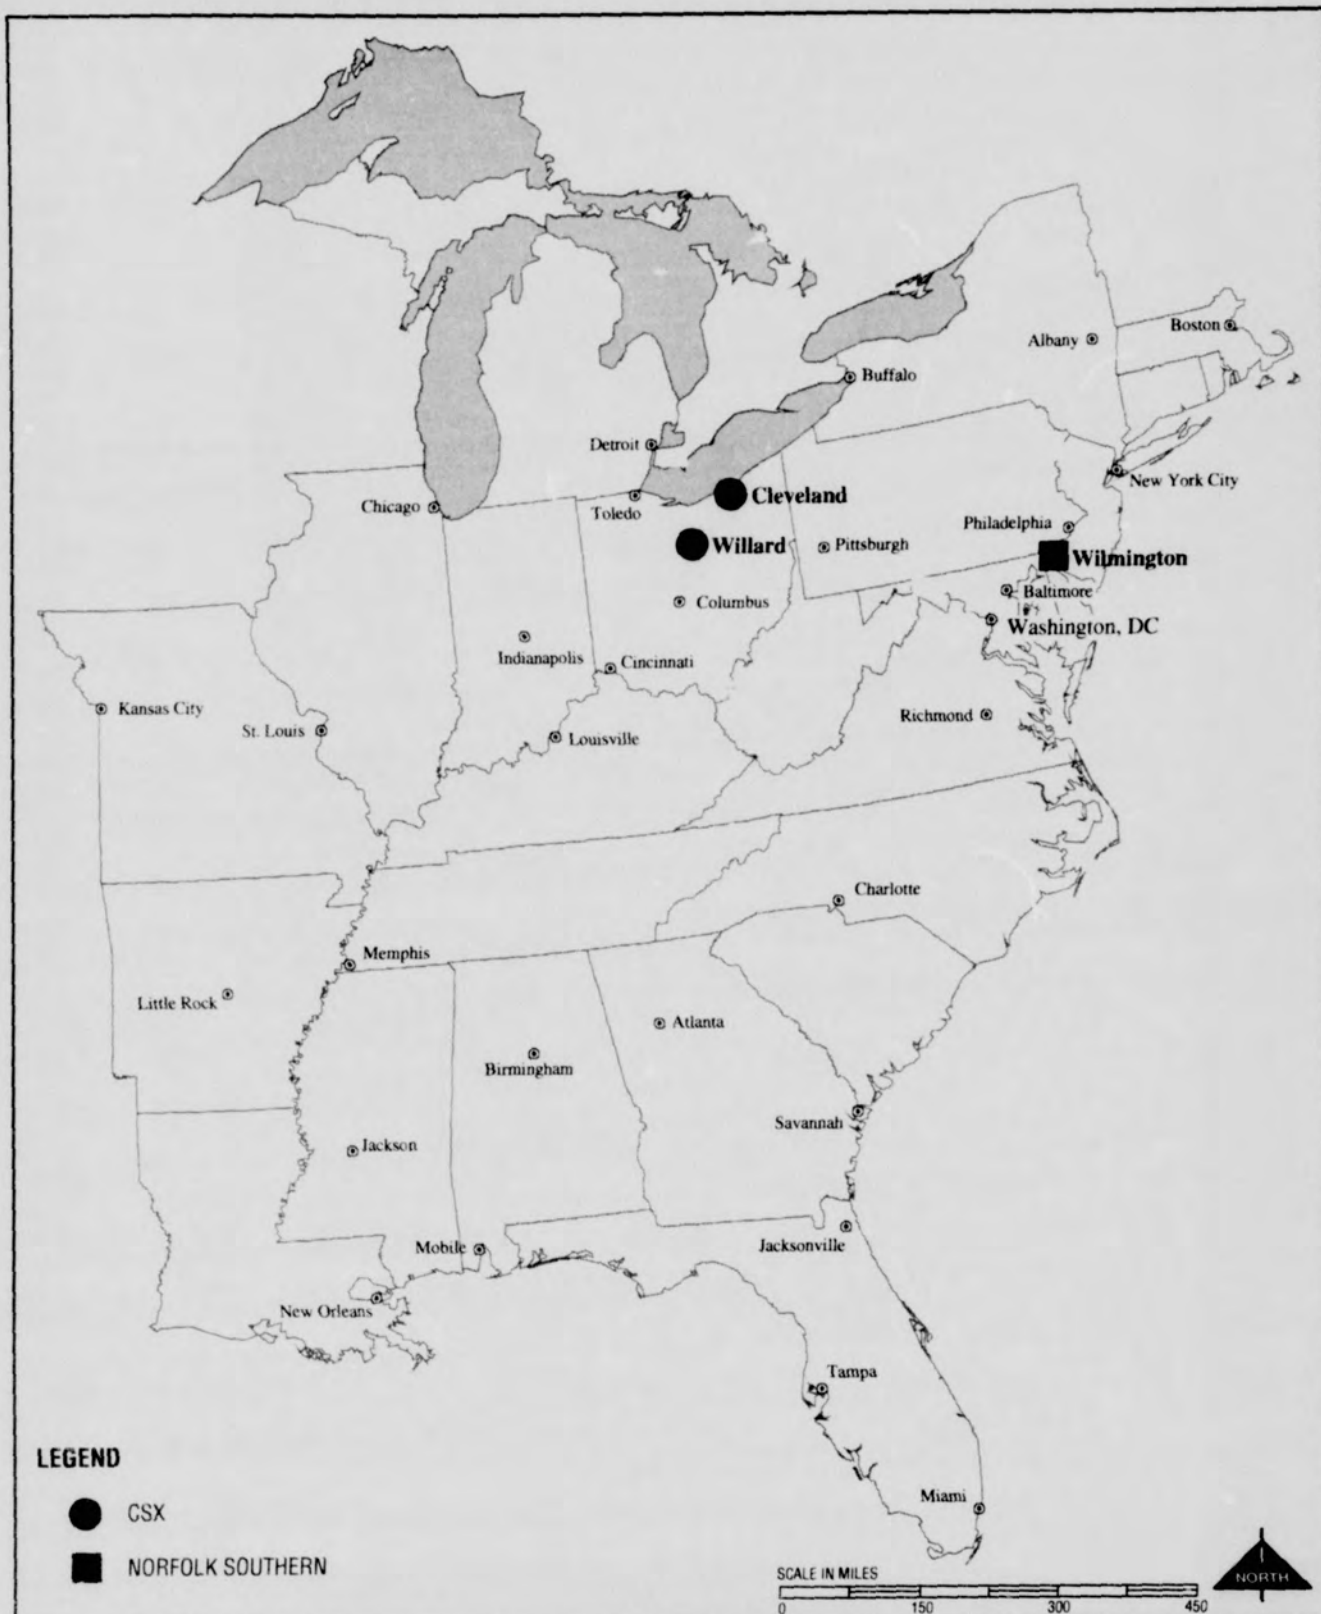 Boston
Albany
Buffalo
Detroit
New York City
Cleveland
Chicago
Toledo
Philadelphia
Willard
Pittsburgh
Wilmington
Baltimore
Columbus
Washington, DC
Indianapolis
Cincinnati
Kansas City
Richmond
St. Louis
Louisville
Charlotte
Memphis
Little Rock
Atlanta
Birmingham
Savannah
Jackson
Jacksonville
Mobile
New Orleans
Tampa
LEGEND
Miami
CSX
NORFOLK SOUTHERN
SCALE IN MILES
NORTH
0 150 300 450